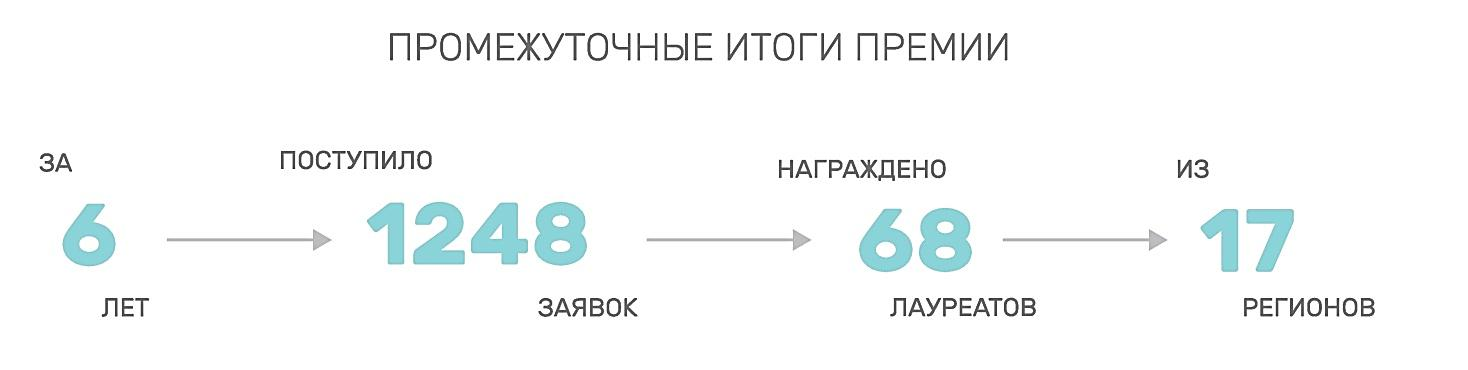 ПРОМЕЖУТОЧНЫЕ ИТОГИ ПРЕМИИ
ЗА
6
ЛЕТ
ПОСТУПИЛО
1248
ЗАЯВОК
НАГРАЖДЕНО
68
ЛАУРЕАТОВ
ИЗ
17
РЕГИОНОВ